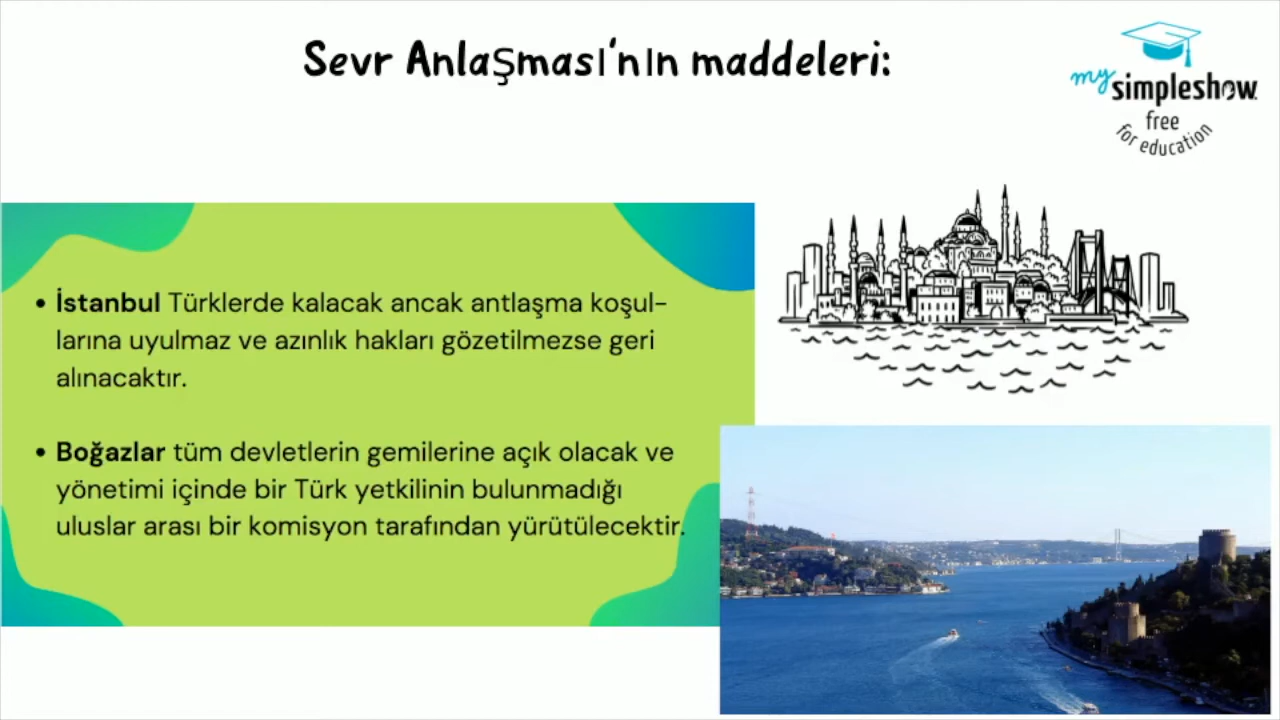 Sevr Anlaşması'nın maddeleri:
my
simpleshow.
free
for education
• İstanbul Türklerde kalacak ancak antlaşma koşul-
larına uyulmaz ve azınlık hakları gözetilmezse geri
alınacaktır.
• Boğazlar tüm devletlerin gemilerine açık olacak ve
yönetimi içinde bir Türk yetkilinin bulunmadığı
uluslar arası bir komisyon tarafından yürütülecektir.